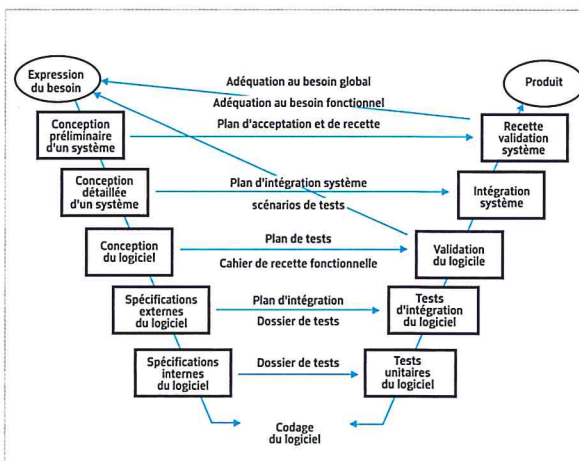 Expression
du besoin
Adéquation au besoin global
Produit
Adéquation au besoin fonctionnel
Conception
préliminaire
d'un système
Plan d'acceptation et de recette
Recette
validation
système
Conception
détaillée
d'un système
Plan d'intégration système
scénarios de tests
Intégration
système
Conception
du logiciel
Plan de tests
Cahier de recette fonctionnelle
Validation
du logicile
Spécifications
externes
du logiciel
Plan d'intégration
Dossier de tests
Tests
d'intégration
du logiciel
Spécifications
internes
du logiciel
Dossier de tests
Tests
unitaires
du logiciel
Codage
du logiciel